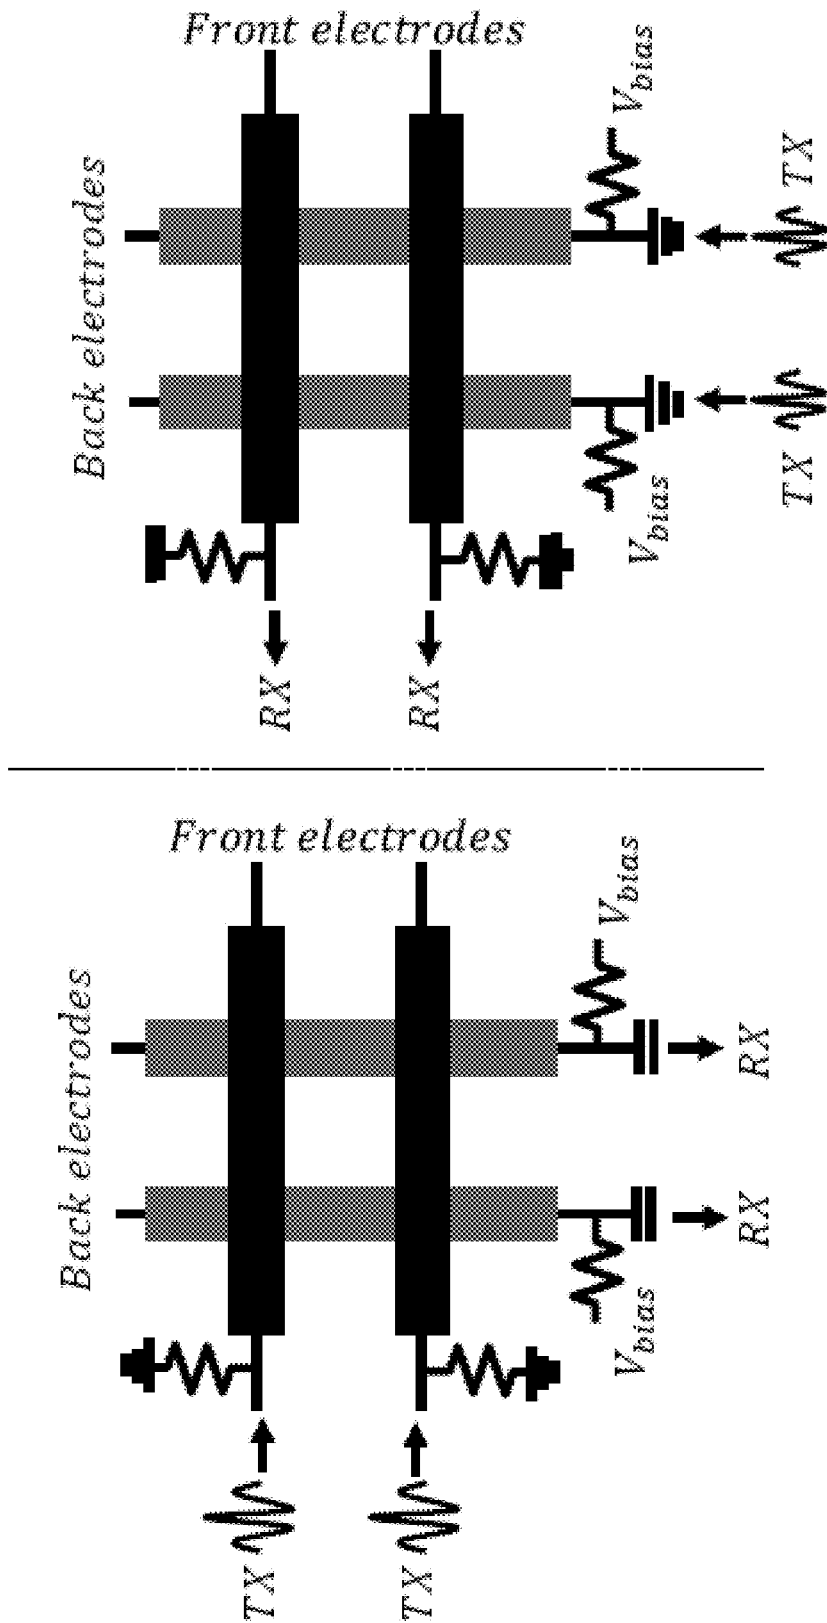 Front electrodes
Back electrodes
V_bias
TX
TX
V_bias
RX
RX
Front electrodes
Back electrodes
V_bias
RX
RX
V_bias
TX
TX